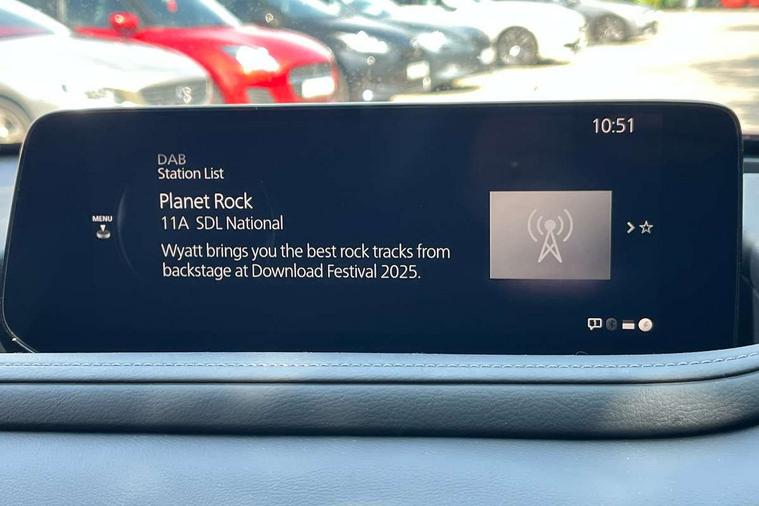 10:51
DAB
Station List
Planet Rock
11A SDL National
MENU
Wyatt brings you the best rock tracks from
backstage at Download Festival 2025.